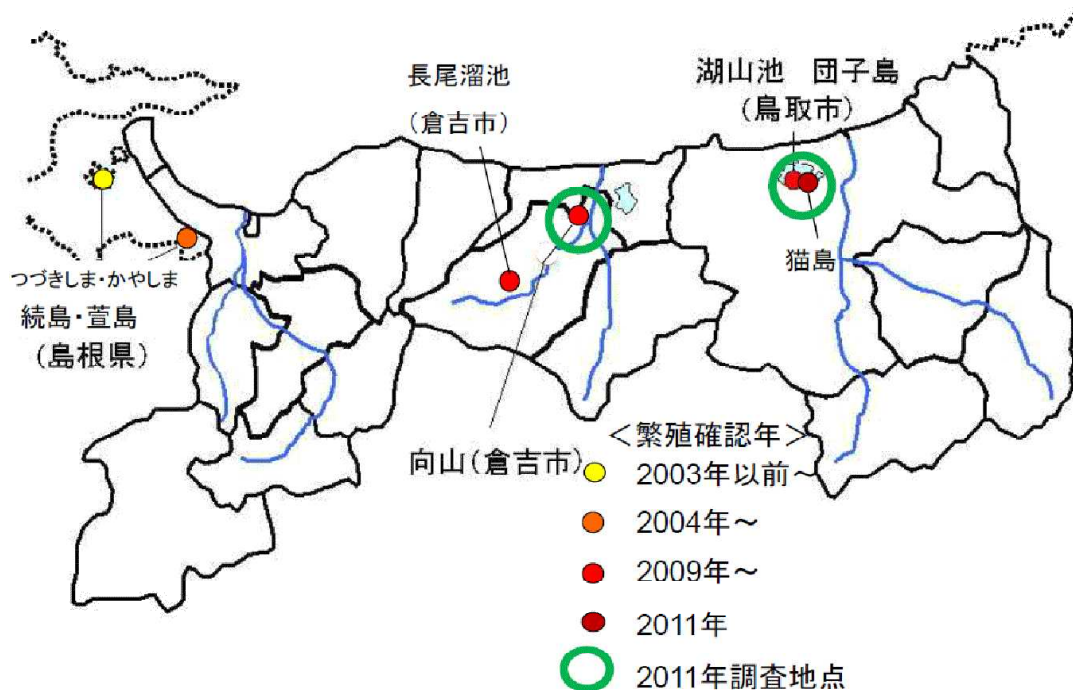 長尾溜池
(倉吉市)
湖山池　団子島
(鳥取市)
猫島
つづきしま・かやしま
続島・萱島
(島根県)
向山(倉吉市)
＜繁殖確認年＞
2003年以前～
2004年～
2009年～
2011年
2011年調査地点